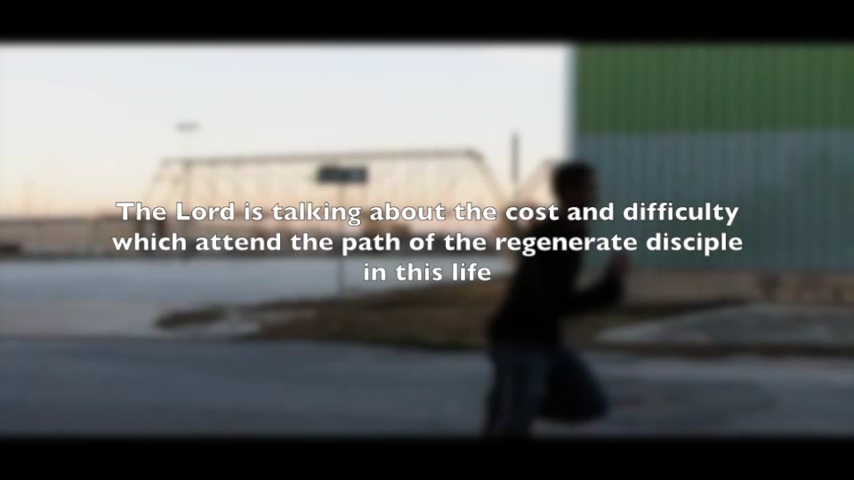 The Lord is talking about the cost and difficulty
which attend the path of the regenerate disciple
in this life